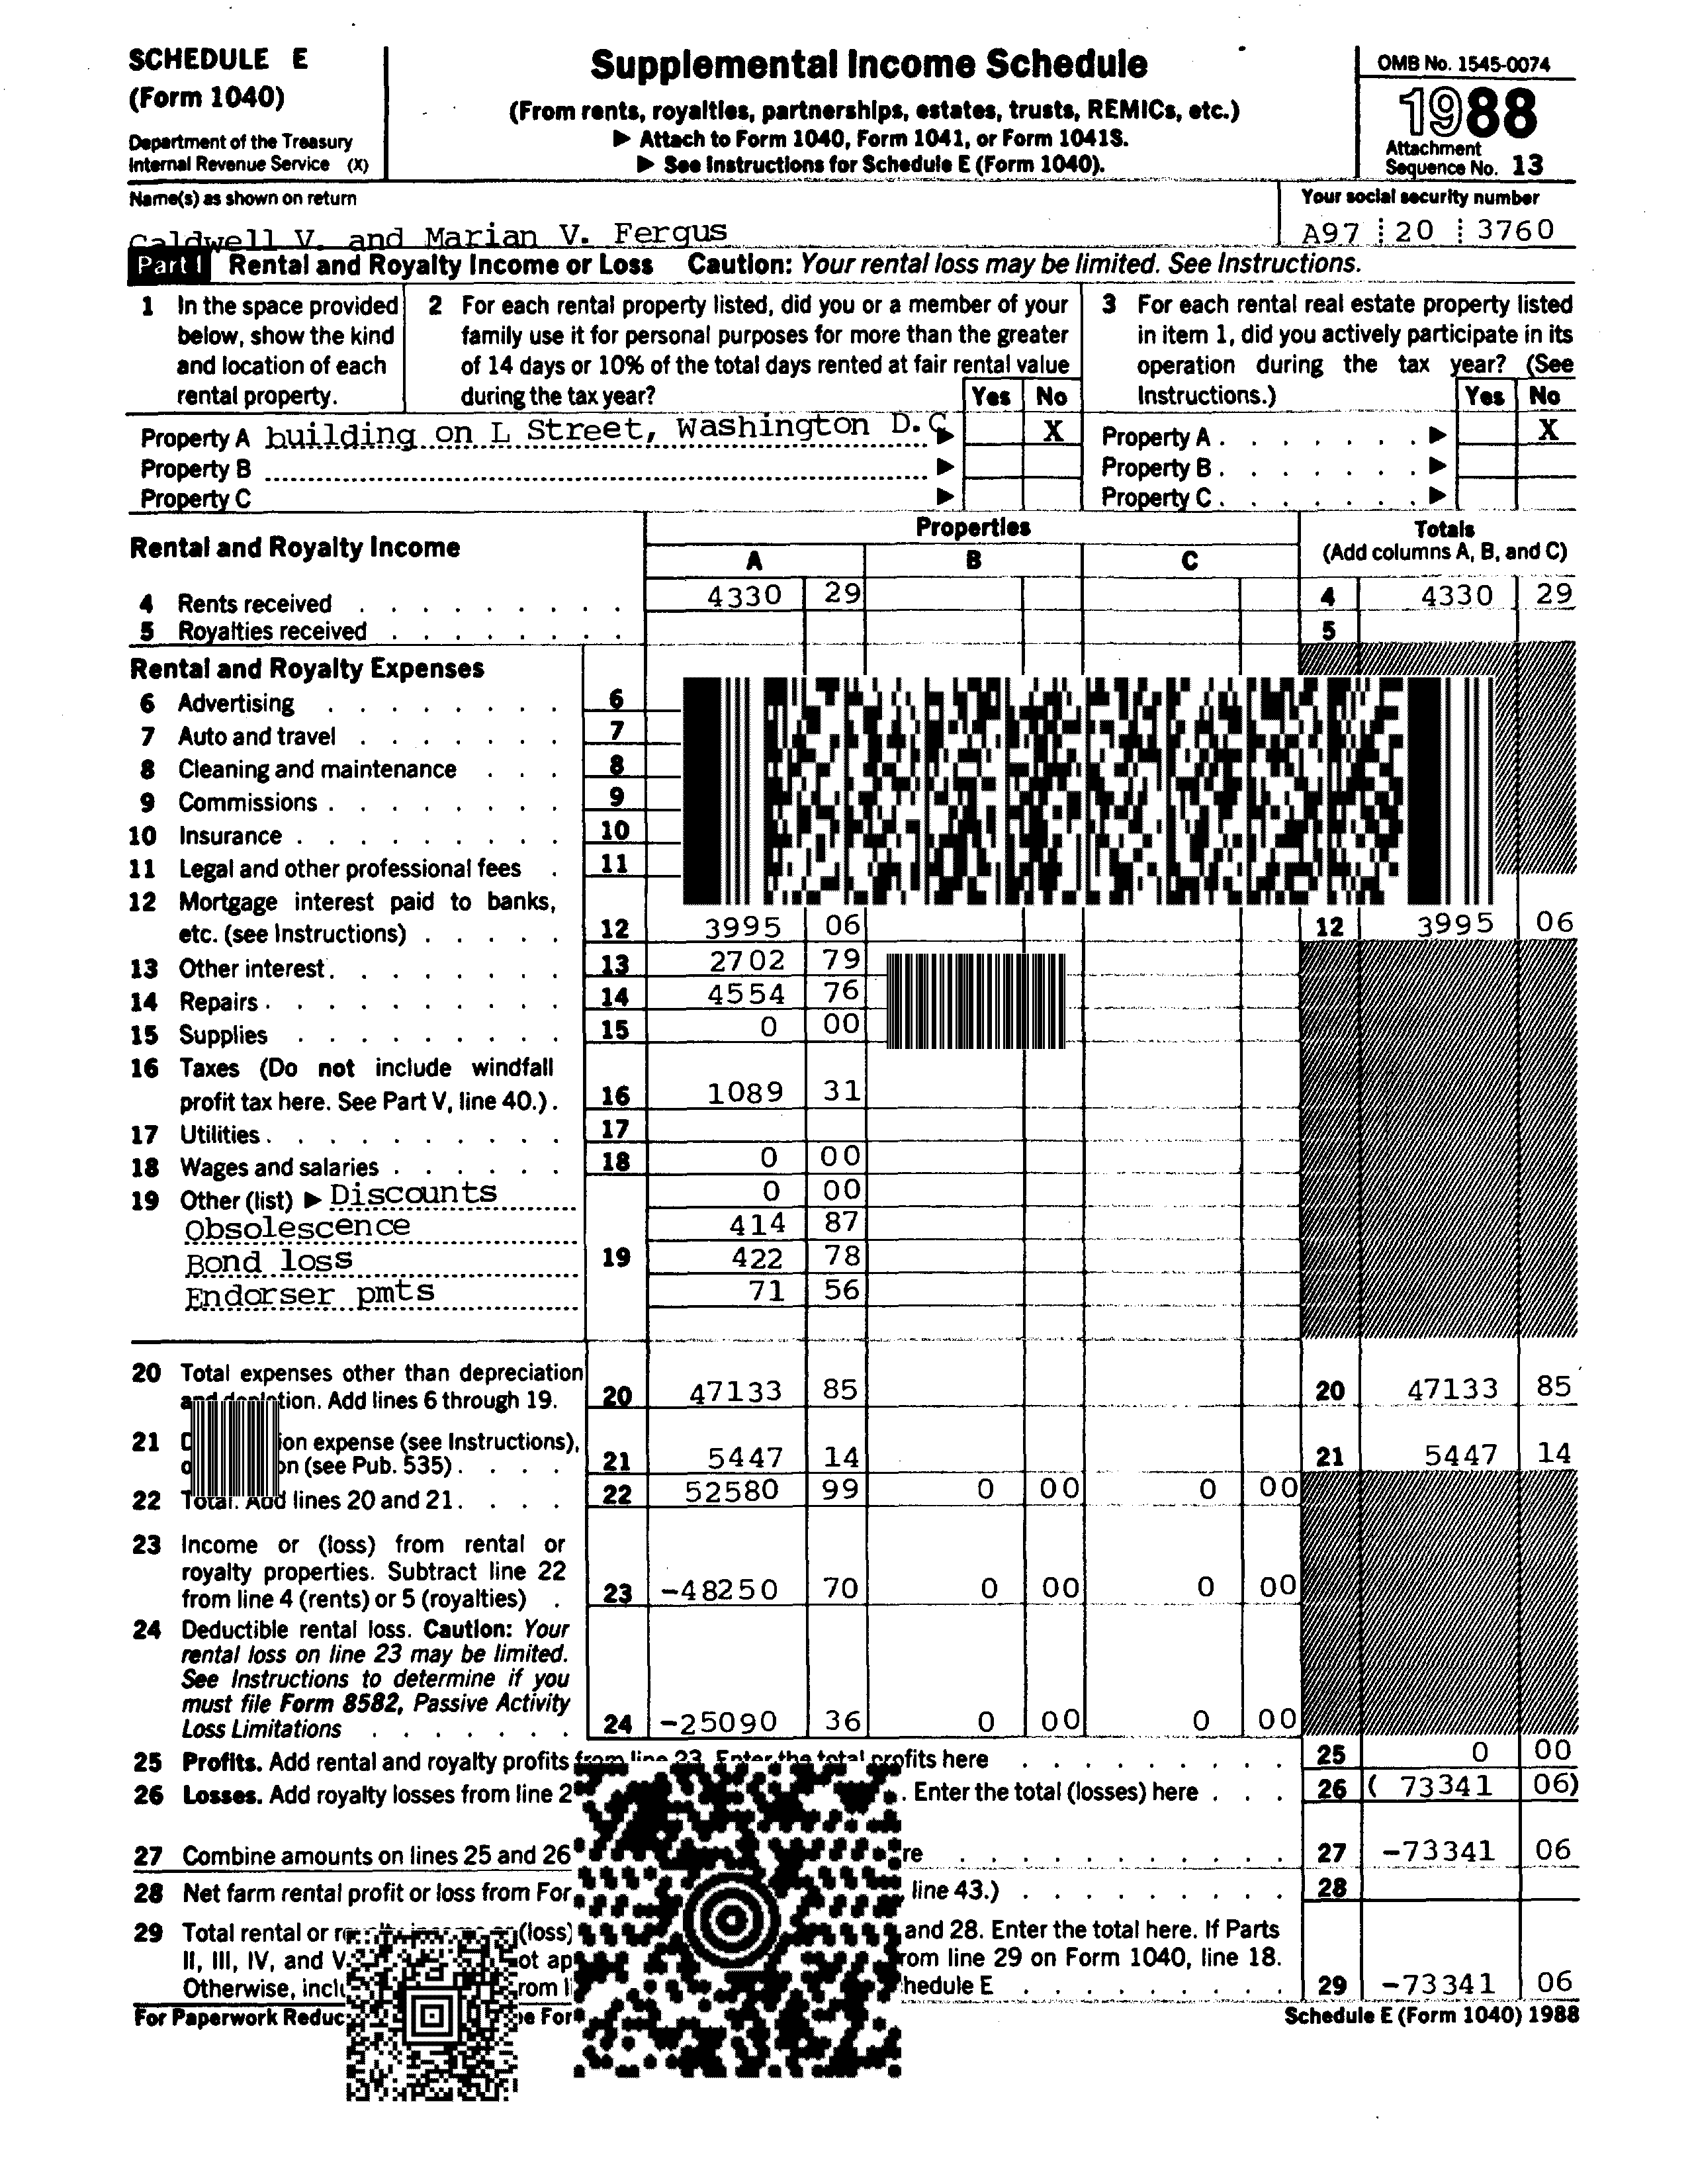 SCHEDULE E
(Form 1040)
Department of the Treasury
Internal Revenue Service (X)
Supplemental Income Schedule
(From rents, royalties, partnerships, estates, trusts, REMICs, etc.)
▶ Attach to Form 1040, Form 1041, or Form 1041S.
▶ See Instructions for Schedule E (Form 1040).
OMB No. 1545-0074
1988
Attachment
Sequence No. 13
Name(s) as shown on return
Caldwell V. and Marian V. Fergus
Your social security number
A97 20 3760
Part I Rental and Royalty Income or Loss Caution: Your rental loss may be limited. See Instructions.
1 In the space provided
below, show the kind
and location of each
rental property.
2 For each rental property listed, did you or a member of your
family use it for personal purposes for more than the greater
of 14 days or 10% of the total days rented at fair rental value
during the tax year? Yes No
3 For each rental real estate property listed
in item 1, did you actively participate in its
operation during the tax year? (See
Instructions.) Yes No
Property A building on L Street, Washington D.C ▶ X Property A ▶ X
Property B ▶ Property B ▶
Property C ▶ Property C ▶
Rental and Royalty Income
Properties
A B C
Totals
(Add columns A, B, and C)
4 Rents received 4330 29 4 4330 29
5 Royalties received 5
Rental and Royalty Expenses
6 Advertising 6
7 Auto and travel 7
8 Cleaning and maintenance 8
9 Commissions 9
10 Insurance 10
11 Legal and other professional fees 11
12 Mortgage interest paid to banks,
etc. (see Instructions) 12 3995 06 12 3995 06
13 Other interest 13 2702 79
14 Repairs 14 4554 76
15 Supplies 15 0 00
16 Taxes (Do not include windfall
profit tax here. See Part V, line 40.) 16 1089 31
17 Utilities 17
18 Wages and salaries 18 0 00
19 Other (list) ▶ Discounts 0 00
Obsolescence 414 87
Bond loss 19 422 78
Endorser pmts 71 56
20 Total expenses other than depreciation
and depletion. Add lines 6 through 19. 20 47133 85 20 47133 85
21 ion expense (see Instructions),
on (see Pub. 535) 21 5447 14 21 5447 14
22 Total. Add lines 20 and 21. 22 52580 99 0 00 0 00
23 Income or (loss) from rental or
royalty properties. Subtract line 22
from line 4 (rents) or 5 (royalties) 23 -48250 70 0 00 0 00
24 Deductible rental loss. Caution: Your
rental loss on line 23 may be limited.
See Instructions to determine if you
must file Form 8582, Passive Activity
Loss Limitations 24 -25090 36 0 00 0 00
25 Profits. Add rental and royalty profits from line 23. Enter the total profits here 25 0 00
26 Losses. Add royalty losses from line 2 . Enter the total (losses) here 26 ( 73341 06)
27 Combine amounts on lines 25 and 26 re 27 -73341 06
28 Net farm rental profit or loss from For line 43.) 28
29 Total rental or (loss) and 28. Enter the total here. If Parts
II, III, IV, and V ot ap rom line 29 on Form 1040, line 18.
Otherwise, incl rom li hedule E 29 -73341 06
For Paperwork Reduc e For Schedule E (Form 1040) 1988